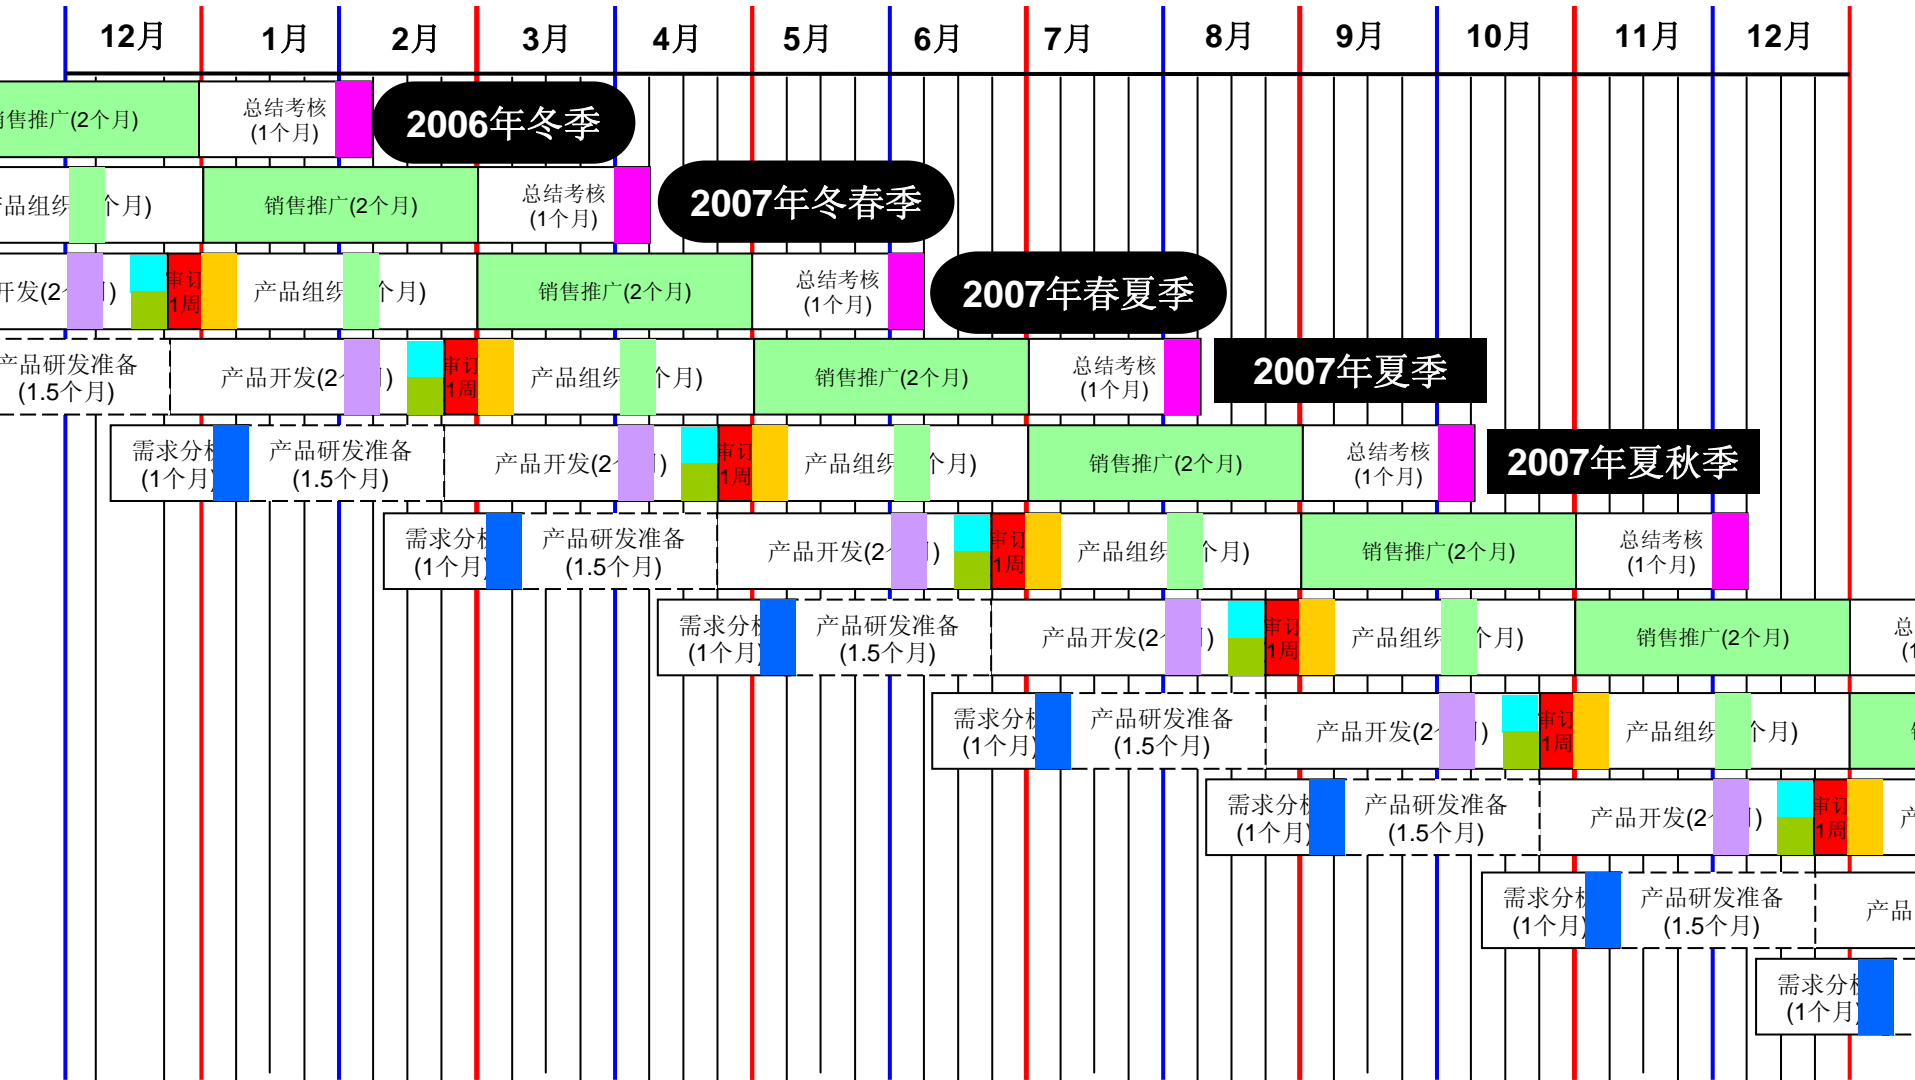 12月 1月 2月 3月 4月 5月 6月 7月 8月 9月 10月 11月 12月
售推广(2个月)
总结考核
(1个月)
2006年冬季
品组织 个月)
销售推广(2个月)
总结考核
(1个月)
2007年冬春季
开发(2 )
审订
1周
产品组织 个月)
销售推广(2个月)
总结考核
(1个月)
2007年春夏季
产品研发准备
(1.5个月)
产品开发(2 )
审订
1周
产品组织 个月)
销售推广(2个月)
总结考核
(1个月)
2007年夏季
需求分析
(1个月)
产品研发准备
(1.5个月)
产品开发(2 )
审订
1周
产品组织 个月)
销售推广(2个月)
总结考核
(1个月)
2007年夏秋季
需求分析
(1个月)
产品研发准备
(1.5个月)
产品开发(2 )
审订
1周
产品组织 个月)
销售推广(2个月)
总结考核
(1个月)
需求分析
(1个月)
产品研发准备
(1.5个月)
产品开发(2 )
审订
1周
产品组织 个月)
销售推广(2个月)
总
(1
需求分析
(1个月)
产品研发准备
(1.5个月)
产品开发(2 )
审订
1周
产品组织 个月)
需求分析
(1个月)
产品研发准备
(1.5个月)
产品开发(2 )
审订
1周
产
需求分析
(1个月)
产品研发准备
(1.5个月)
产品
需求分析
(1个月)